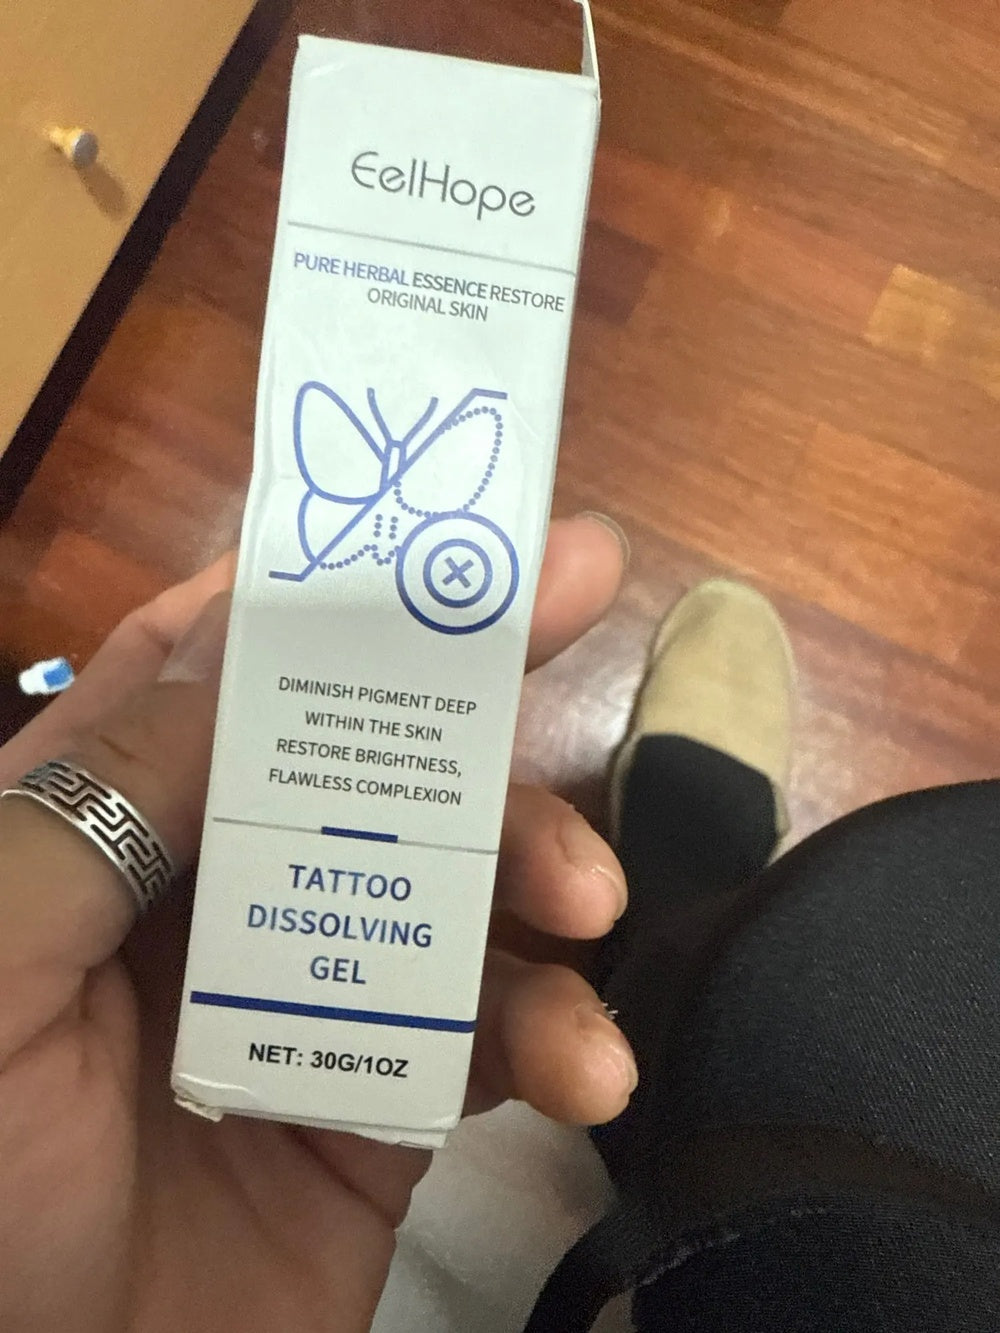 EelHope
PURE HERBAL ESSENCE RESTORE
ORIGINAL SKIN
DIMINISH PIGMENT DEEP
WITHIN THE SKIN
RESTORE BRIGHTNESS,
FLAWLESS COMPLEXION
TATTOO
DISSOLVING
GEL
NET: 30G/1OZ